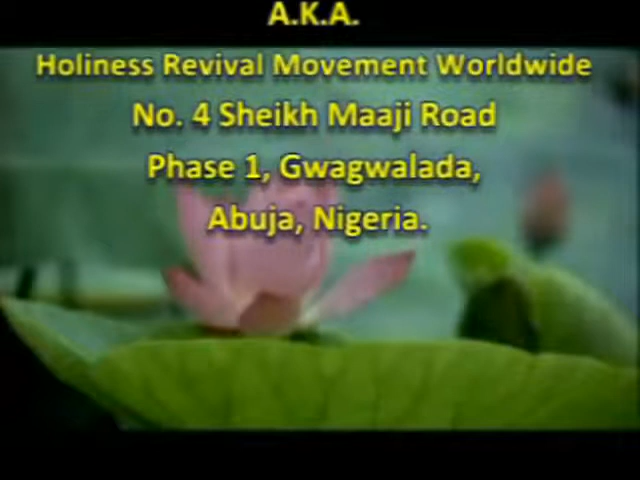 A.K.A.
Holiness Revival Movement Worldwide
No. 4 Sheikh Maaji Road
Phase 1, Gwagwalada,
Abuja, Nigeria.